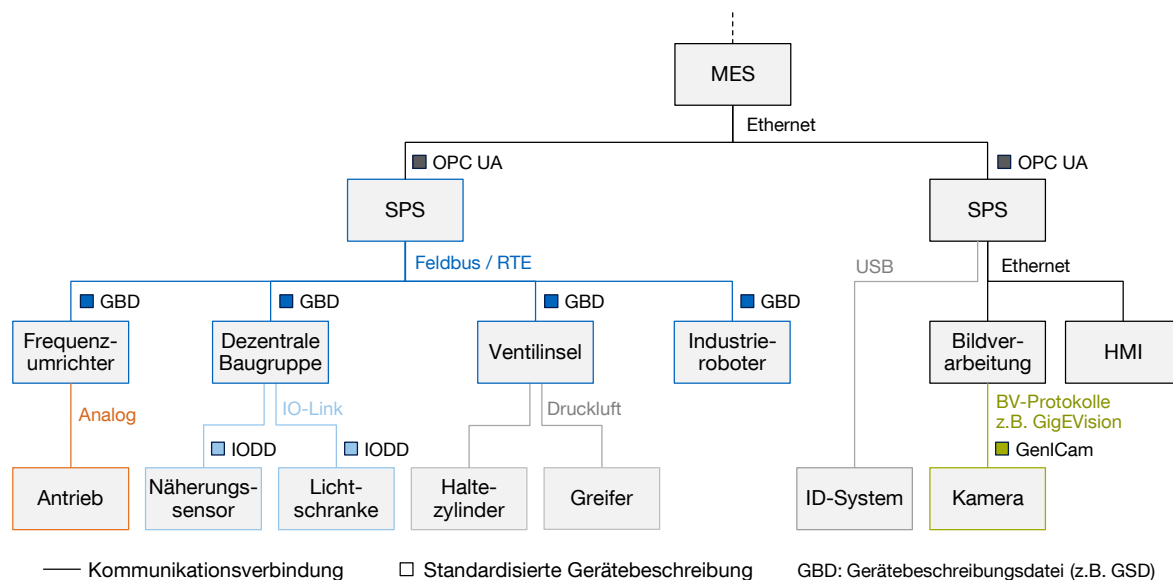 MES
Ethernet
OPC UA
OPC UA
SPS
SPS
Feldbus / RTE
USB
Ethernet
GBD
GBD
GBD
GBD
Frequenz-
umrichter
Dezentrale
Baugruppe
Ventilinsel
Industrie-
roboter
Bildver-
arbeitung
HMI
Analog
IO-Link
Druckluft
BV-Protokolle
z.B. GigEVision
IODD
IODD
GenICam
Antrieb
Näherungs-
sensor
Licht-
schranke
Halte-
zylinder
Greifer
ID-System
Kamera
Kommunikationsverbindung
Standardisierte Gerätebeschreibung
GBD: Gerätebeschreibungsdatei (z.B. GSD)